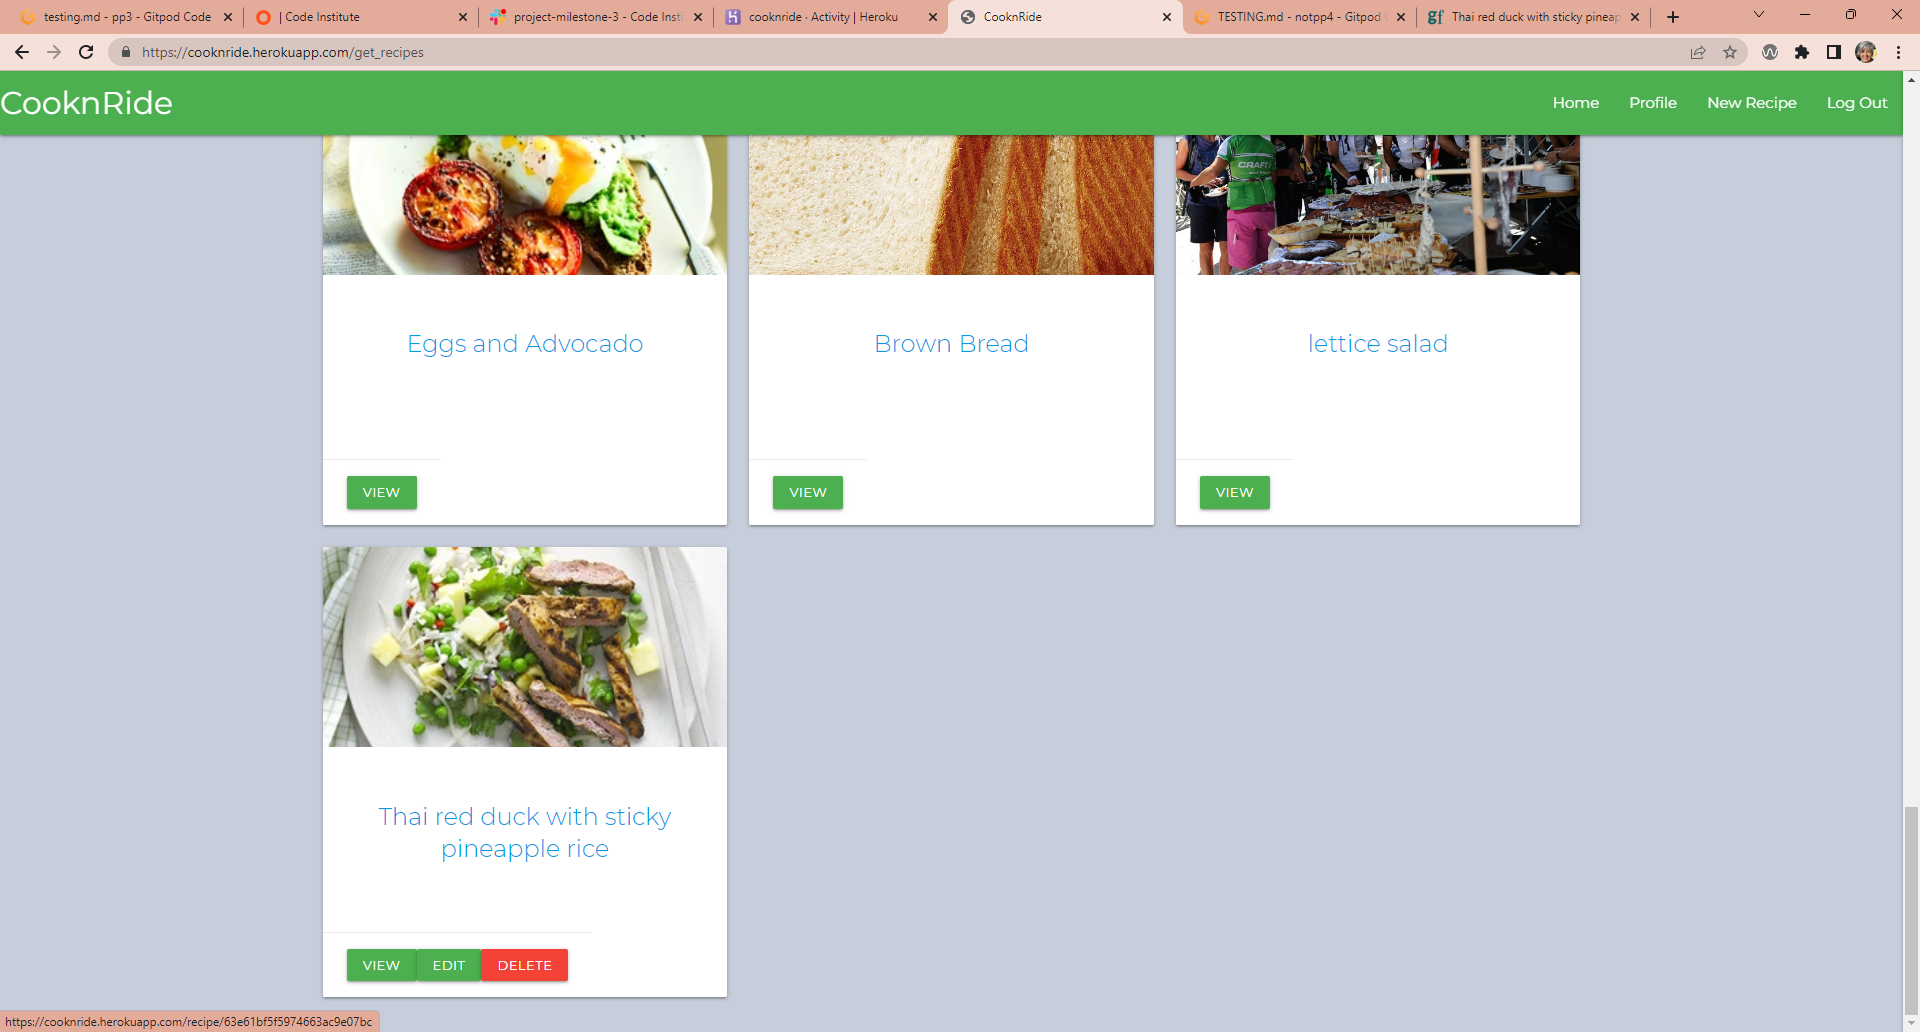 testing.md - pp3 - Gitpod Code
| Code Institute
project-milestone-3 - Code Inst
cooknride · Activity | Heroku
CooknRide
TESTING.md - notpp4 - Gitpod
gf Thai red duck with sticky pineap
https://cooknride.herokuapp.com/get_recipes
CooknRide
Home
Profile
New Recipe
Log Out
CRAFT
Eggs and Advocado
Brown Bread
lettice salad
VIEW
VIEW
VIEW
Thai red duck with sticky
pineapple rice
VIEW
EDIT
DELETE
https://cooknride.herokuapp.com/recipe/63e61bf5f5974663ac9e07bc